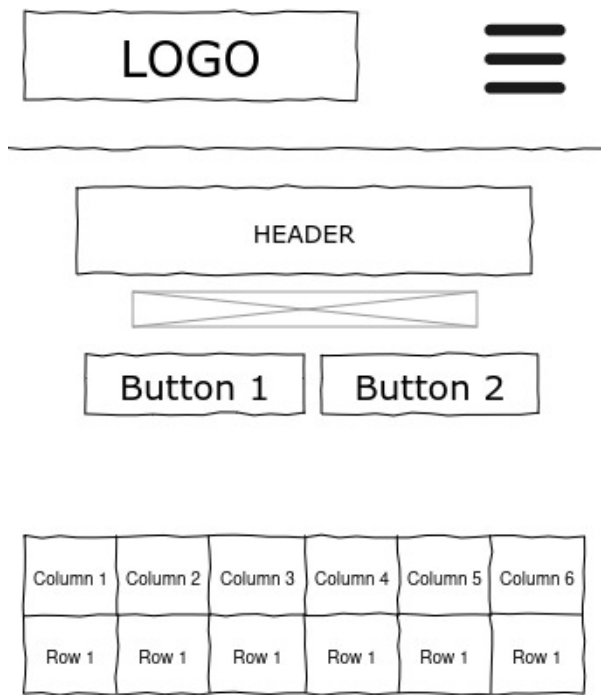 LOGO
HEADER
Button 1 Button 2
Column 1 Column 2 Column 3 Column 4 Column 5 Column 6
Row 1 Row 1 Row 1 Row 1 Row 1 Row 1